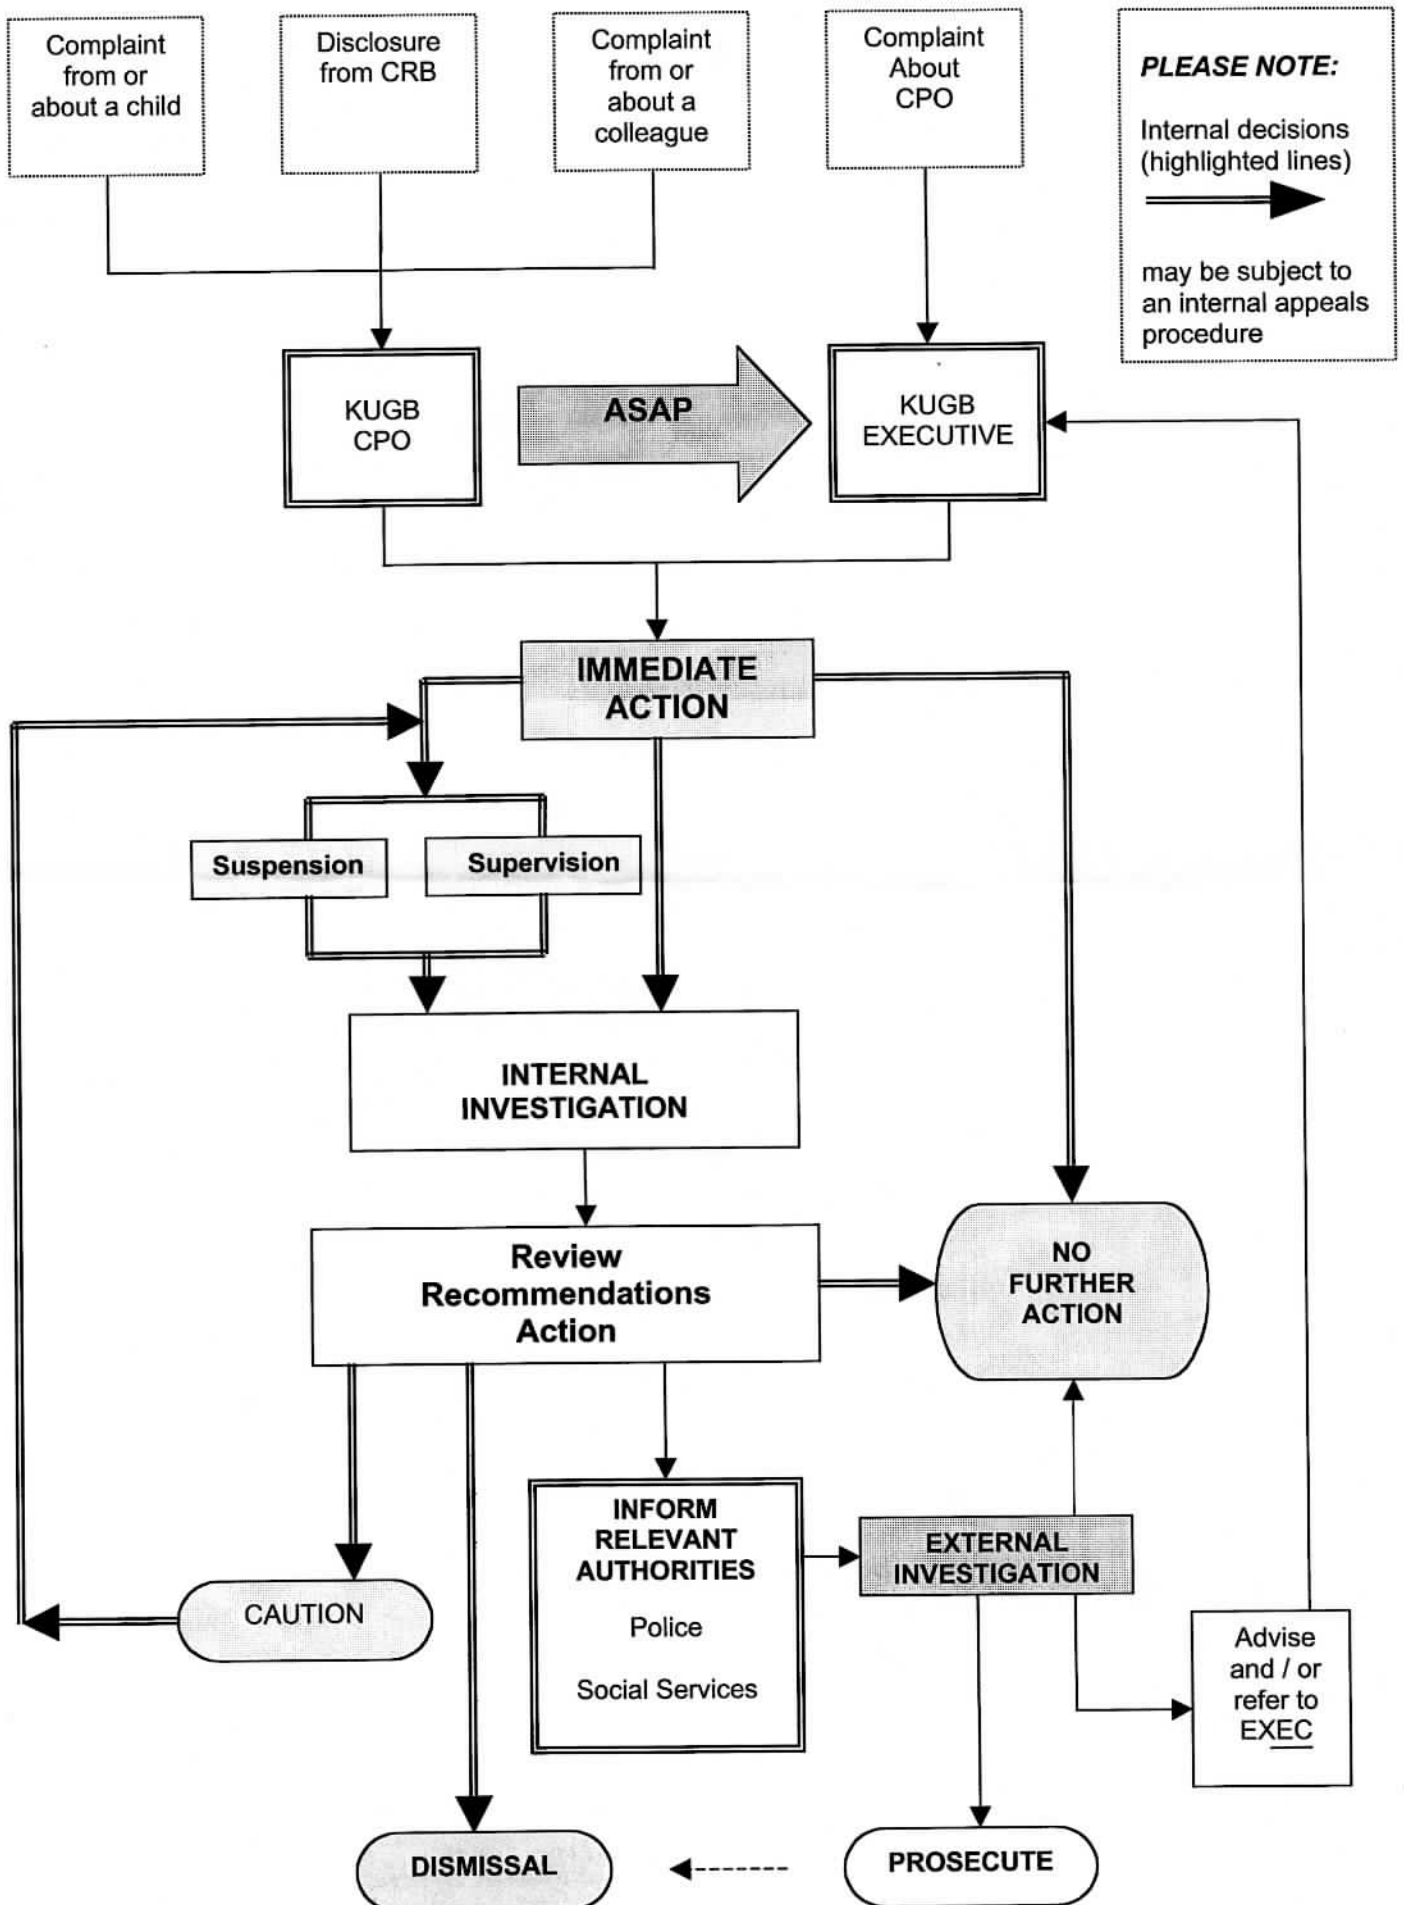 Complaint
from or
about a child
Disclosure
from CRB
Complaint
from or
about a
colleague
Complaint
About
CPO
PLEASE NOTE:
Internal decisions
(highlighted lines)
may be subject to
an internal appeals
procedure
KUGB
CPO
ASAP
KUGB
EXECUTIVE
IMMEDIATE
ACTION
Suspension
Supervision
INTERNAL
INVESTIGATION
Review
Recommendations
Action
NO
FURTHER
ACTION
INFORM
RELEVANT
AUTHORITIES
Police
Social Services
EXTERNAL
INVESTIGATION
CAUTION
Advise
and / or
refer to
EXEC
DISMISSAL
PROSECUTE